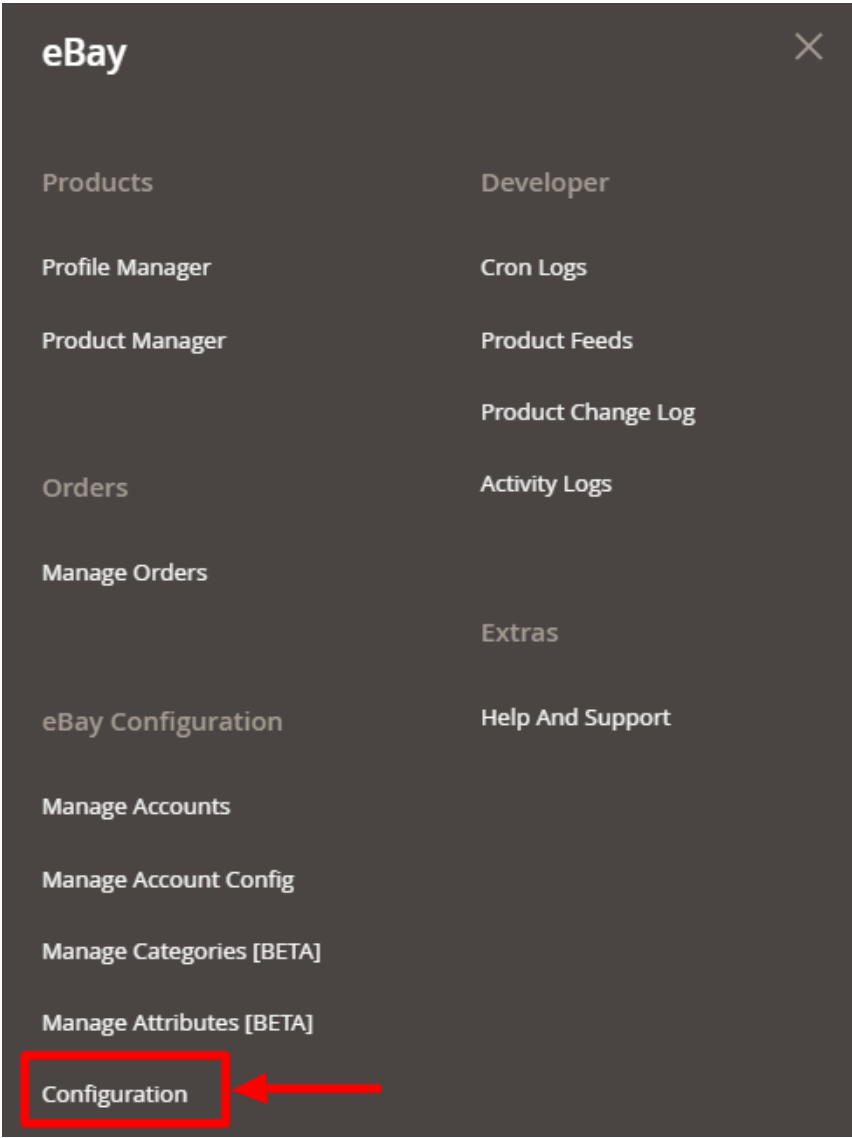 eBay
Products
Profile Manager
Product Manager
Orders
Manage Orders
eBay Configuration
Manage Accounts
Manage Account Config
Manage Categories [BETA]
Manage Attributes [BETA]
Configuration
Developer
Cron Logs
Product Feeds
Product Change Log
Activity Logs
Extras
Help And Support